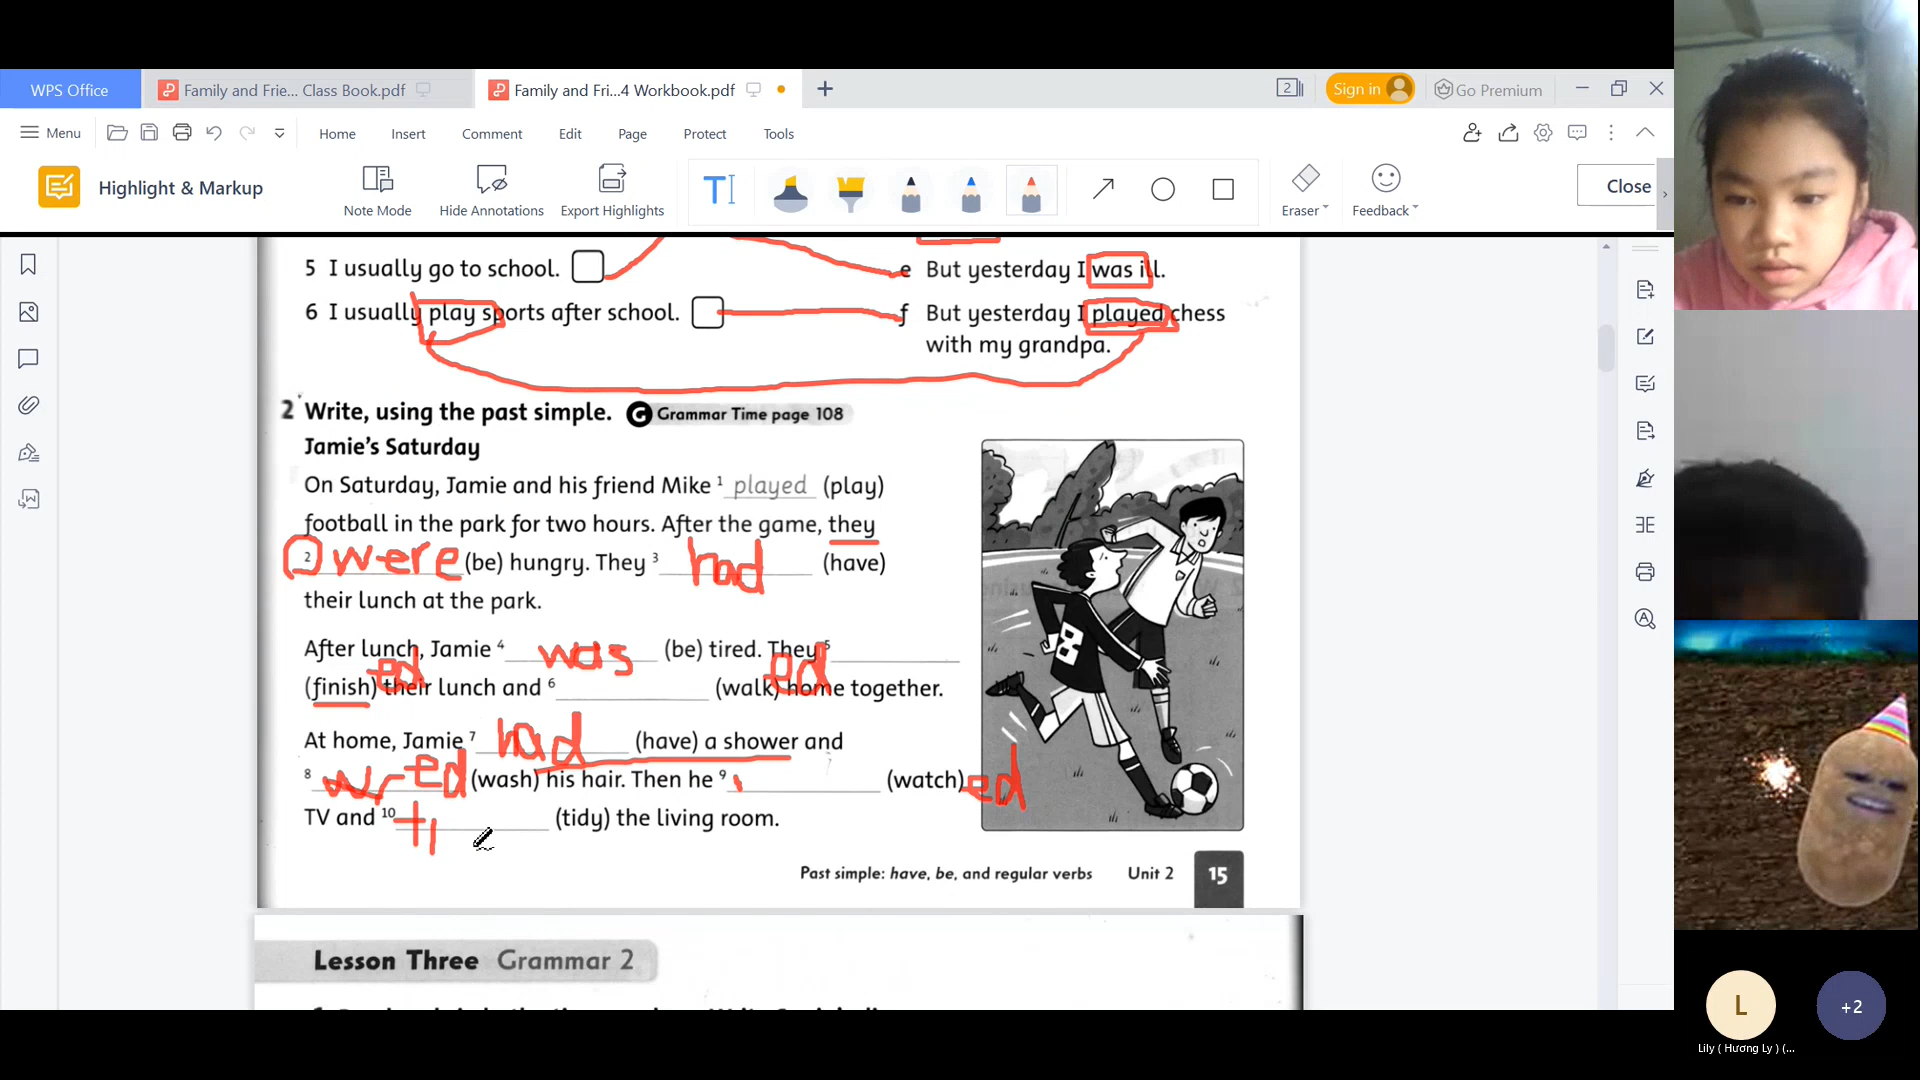 WPS Office
Family and Frie... Class Book.pdf
Family and Fri...4 Workbook.pdf
2
Sign in
Go Premium
Menu
Home
Insert
Comment
Edit
Page
Protect
Tools
Highlight & Markup
Note Mode
Hide Annotations
Export Highlights
Eraser
Feedback
Close
5 I usually go to school.
e But yesterday I was ill.
6 I usually play sports after school.
f But yesterday I played chess
with my grandpa.
2 Write, using the past simple. G Grammar Time page 108
Jamie's Saturday
On Saturday, Jamie and his friend Mike 1 played (play)
football in the park for two hours. After the game, they
2 were (be) hungry. They 3 had (have)
their lunch at the park.
After lunch, Jamie 4 was (be) tired. They 5
(finish) ed their lunch and 6 (walk) ed home together.
At home, Jamie 7 had (have) a shower and
8 ed (wash) his hair. Then he 9 (watch) ed
TV and 10 (tidy) the living room.
8
Past simple: have, be, and regular verbs Unit 2 15
Lesson Three Grammar 2
L
+2
Lily ( Hương Ly ) (...